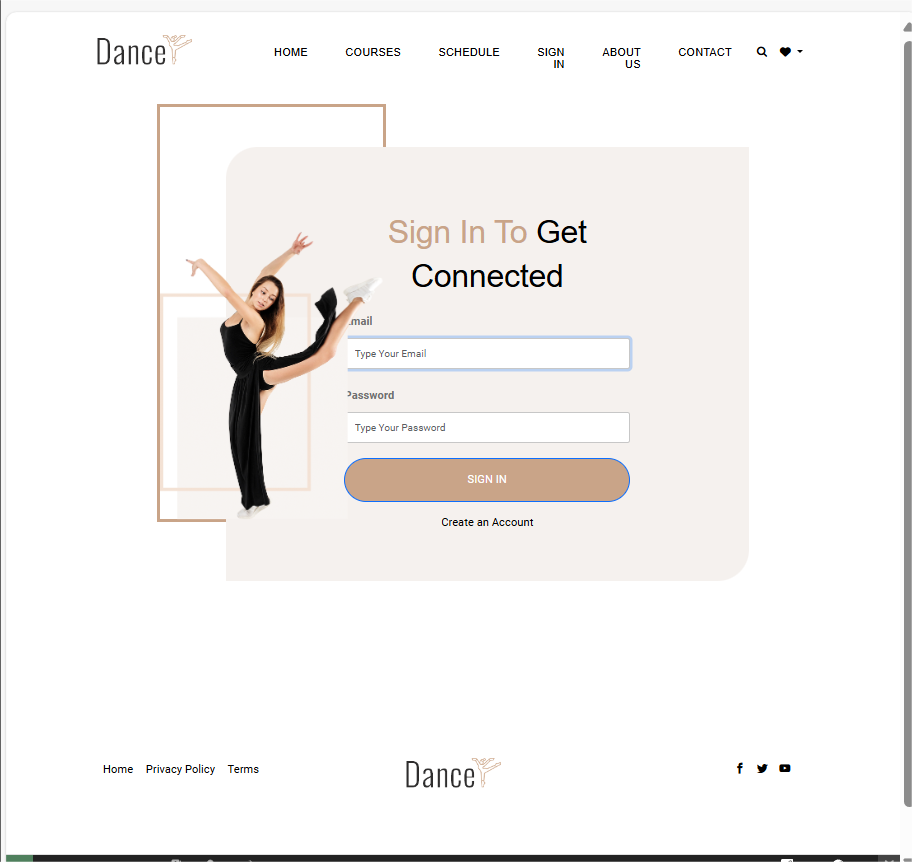 Dance
HOME
COURSES
SCHEDULE
SIGN
IN
ABOUT
US
CONTACT
Sign In To Get
Connected
mail
Type Your Email
Password
Type Your Password
SIGN IN
Create an Account
Home
Privacy Policy
Terms
Dance